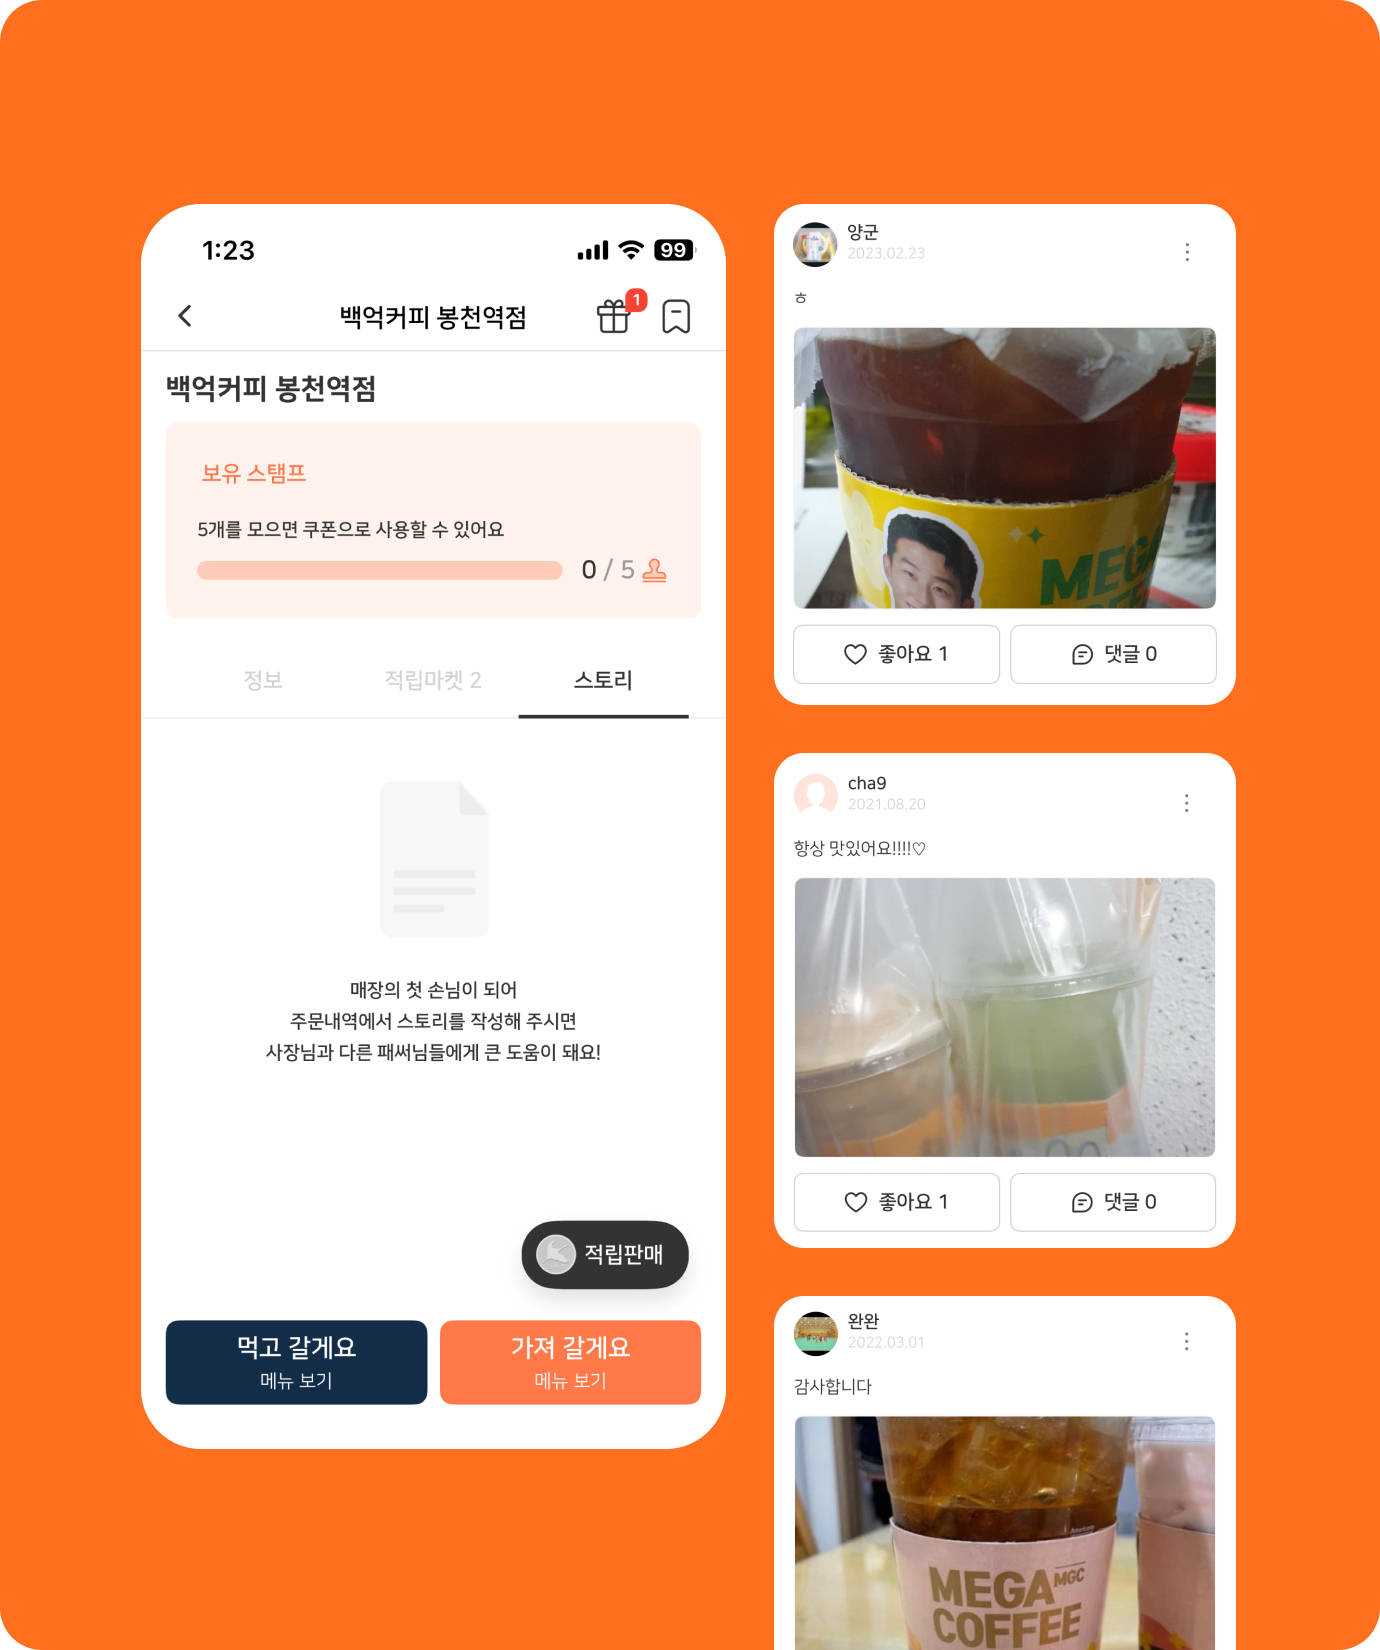 1:23
99
백억커피 봉천역점
1
백억커피 봉천역점
보유 스탬프
5개를 모으면 쿠폰으로 사용할 수 있어요
0 / 5
정보
적립마켓 2
스토리
매장의 첫 손님이 되어
주문내역에서 스토리를 작성해 주시면
사장님과 다른 패써님들에게 큰 도움이 돼요!
적립판매
먹고 갈게요
메뉴 보기
가져 갈게요
메뉴 보기
양군
2023.02.23
ㅎ
MEGA
좋아요 1
댓글 0
cha9
2021.08.20
항상 맛있어요!!!!♡
좋아요 1
댓글 0
완완
2022.03.01
감사합니다
MEGA MGC
COFFEE